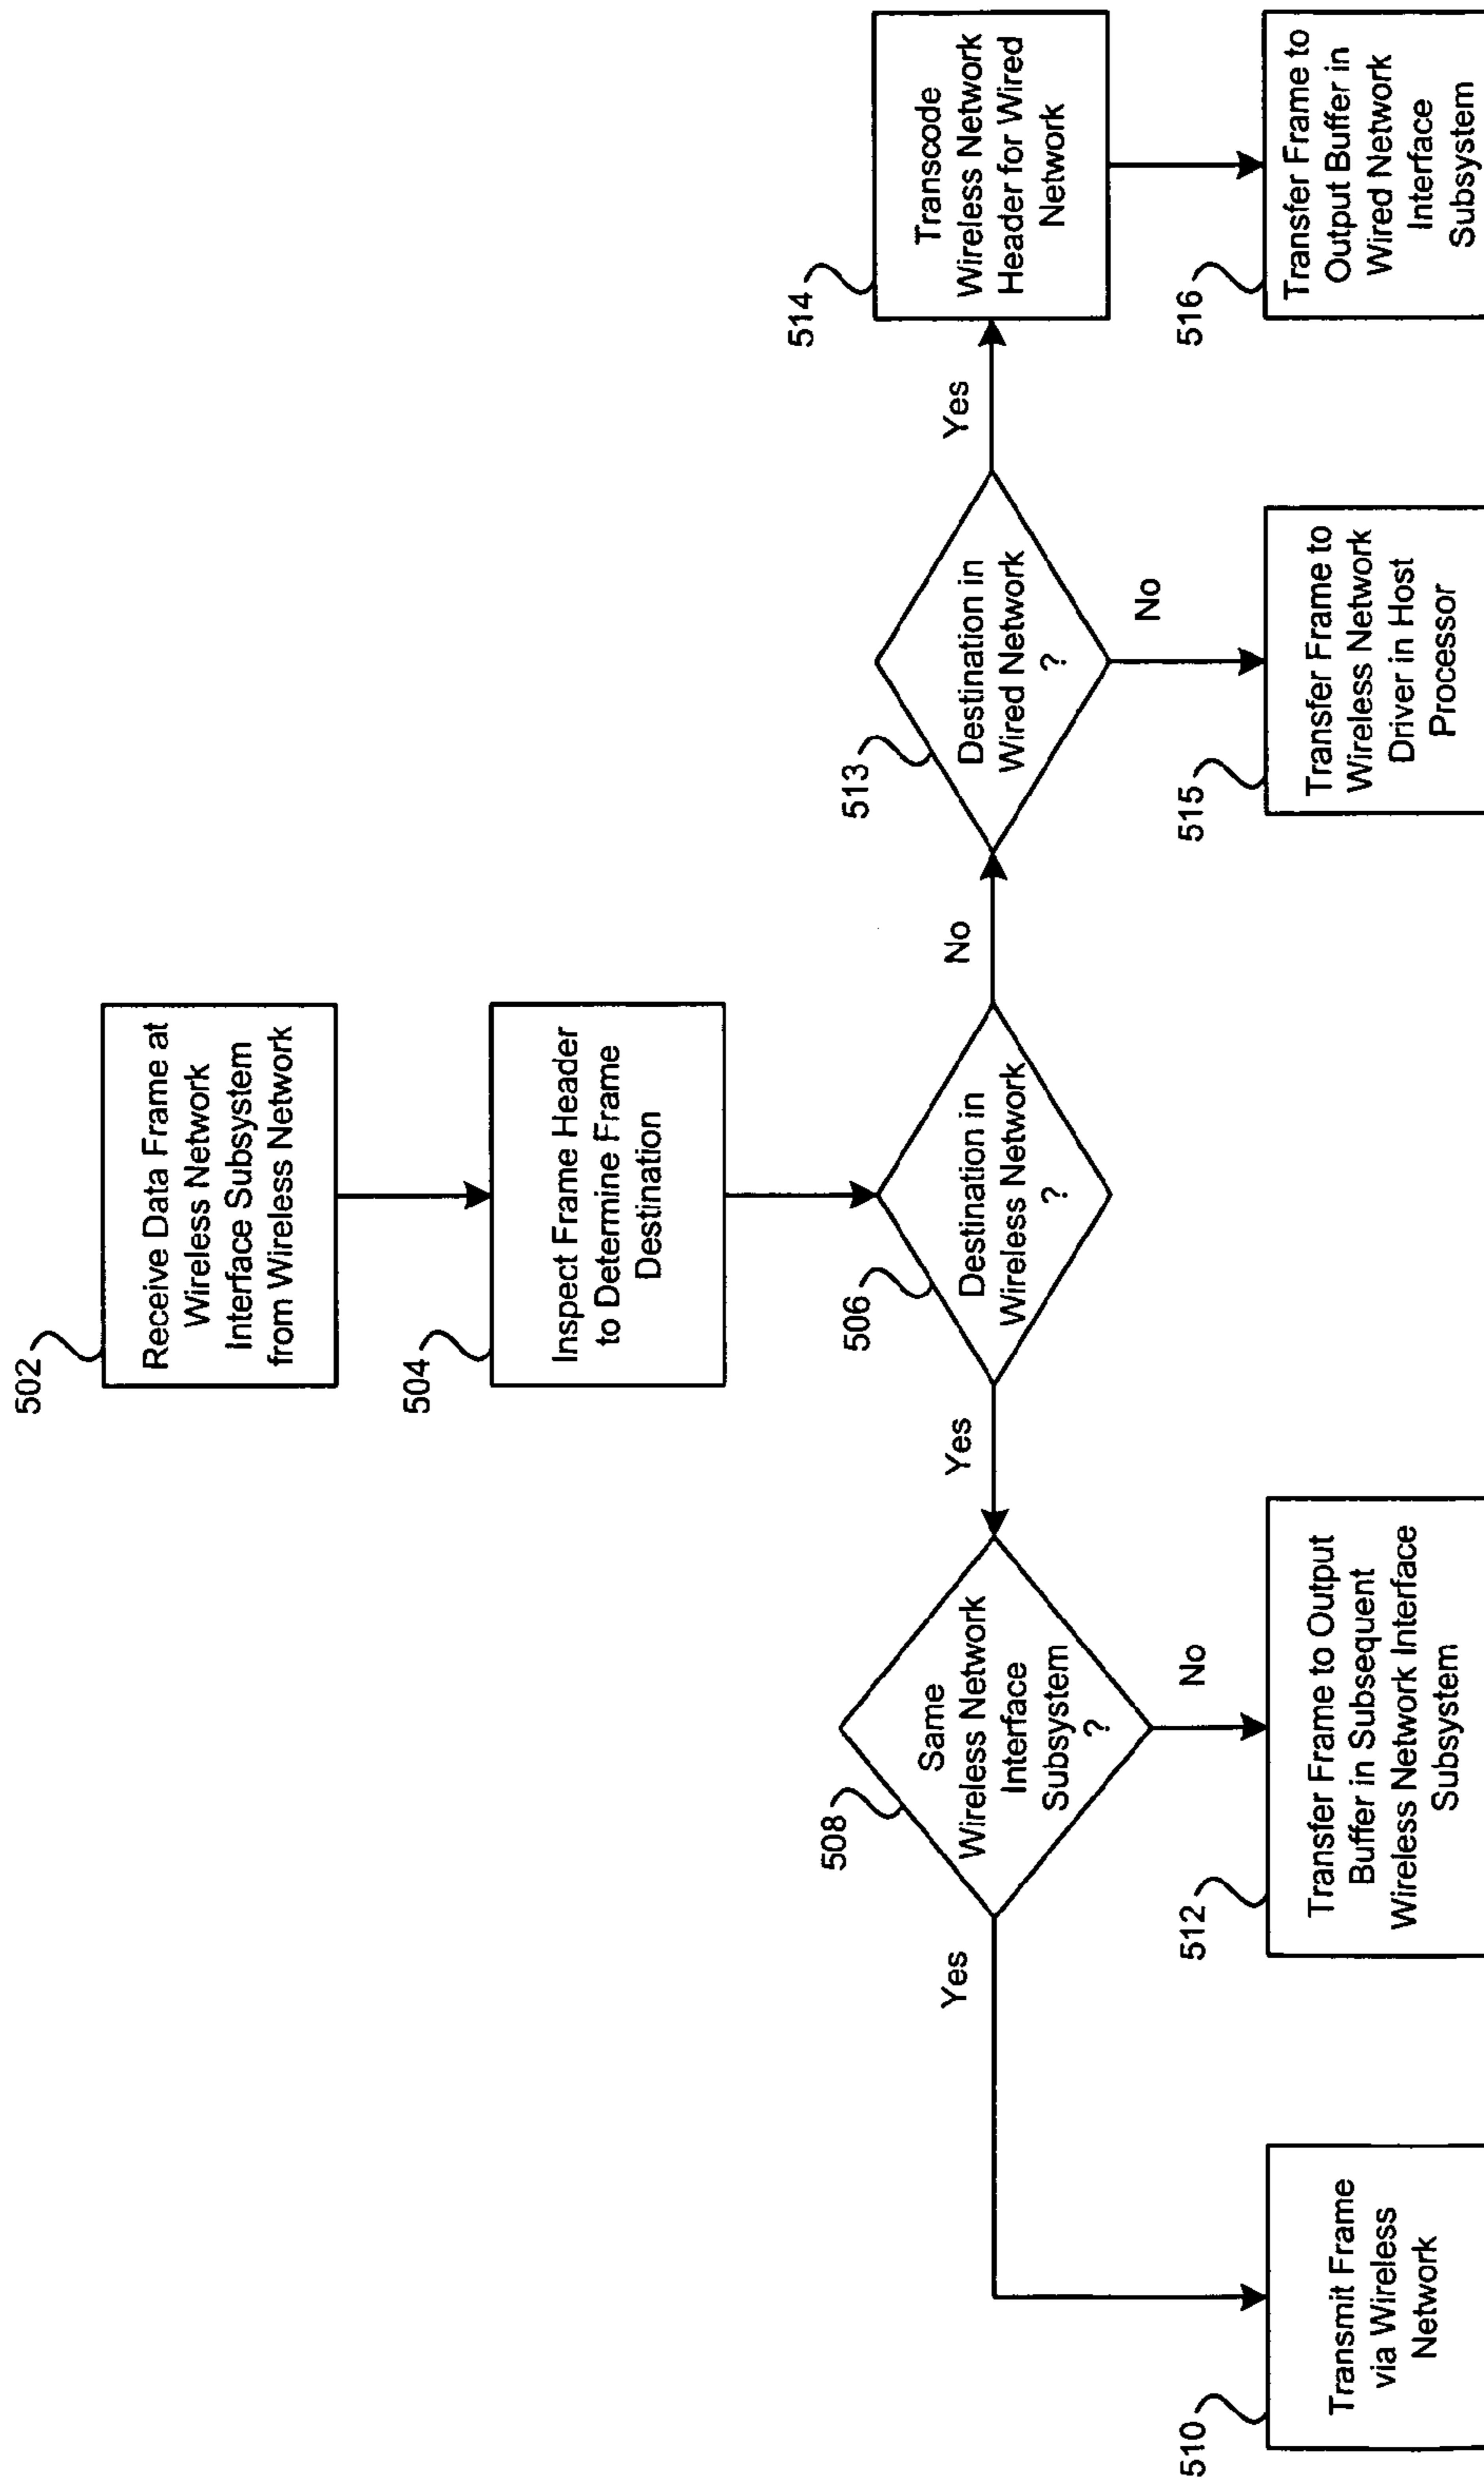 502
Receive Data Frame at
Wireless Network
Interface Subsystem
from Wireless Network
504
Inspect Frame Header
to Determine Frame
Destination
506
Destination in
Wireless Network
?
Yes
No
508
Same
Wireless Network
Interface
Subsystem
?
Yes
No
510
Transmit Frame
via Wireless
Network
512
Transfer Frame to Output
Buffer in Subsequent
Wireless Network Interface
Subsystem
513
Destination in
Wired Network
?
Yes
No
514
Transcode
Wireless Network
Header for Wired
Network
515
Transfer Frame to
Wireless Network
Driver in Host
Processor
516
Transfer Frame to
Output Buffer in
Wired Network
Interface
Subsystem